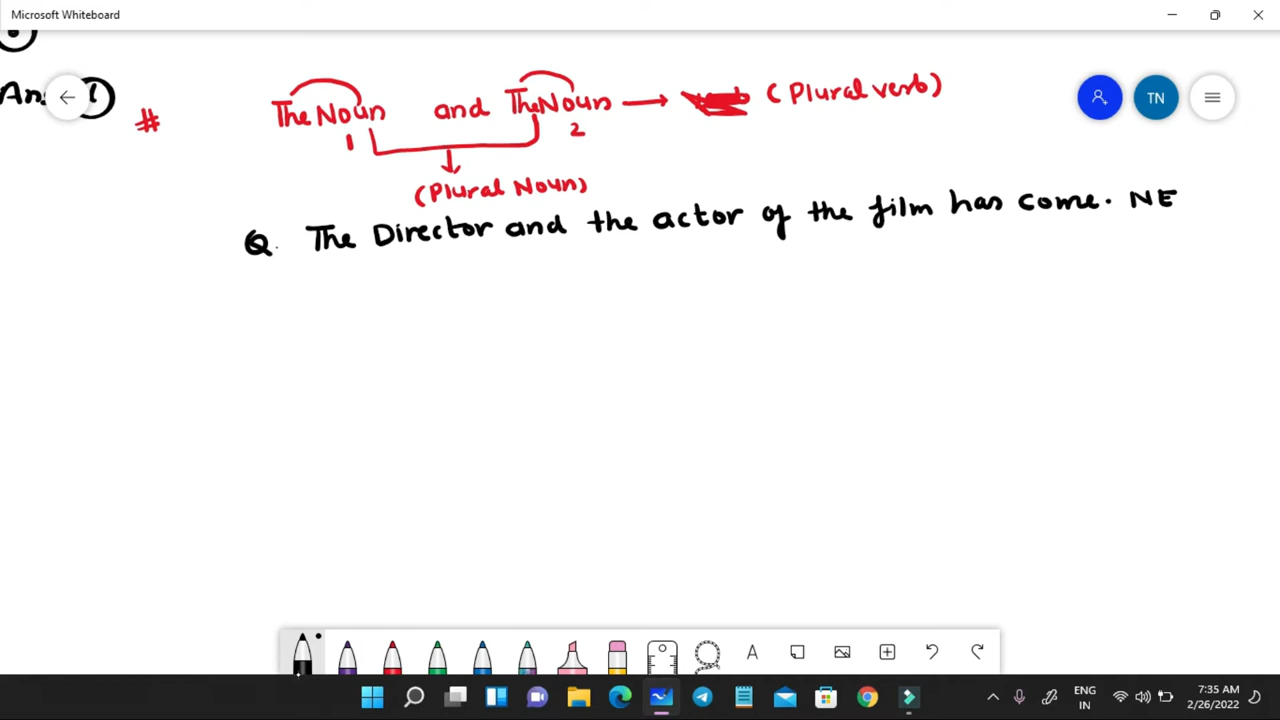 Microsoft Whiteboard
Ans
TN
# The Noun and The Noun → (Plural verb)
1 2
(Plural Noun)
Q. The Director and the actor of the film has come. NE
A
ENG
IN
7:35 AM
2/26/2022